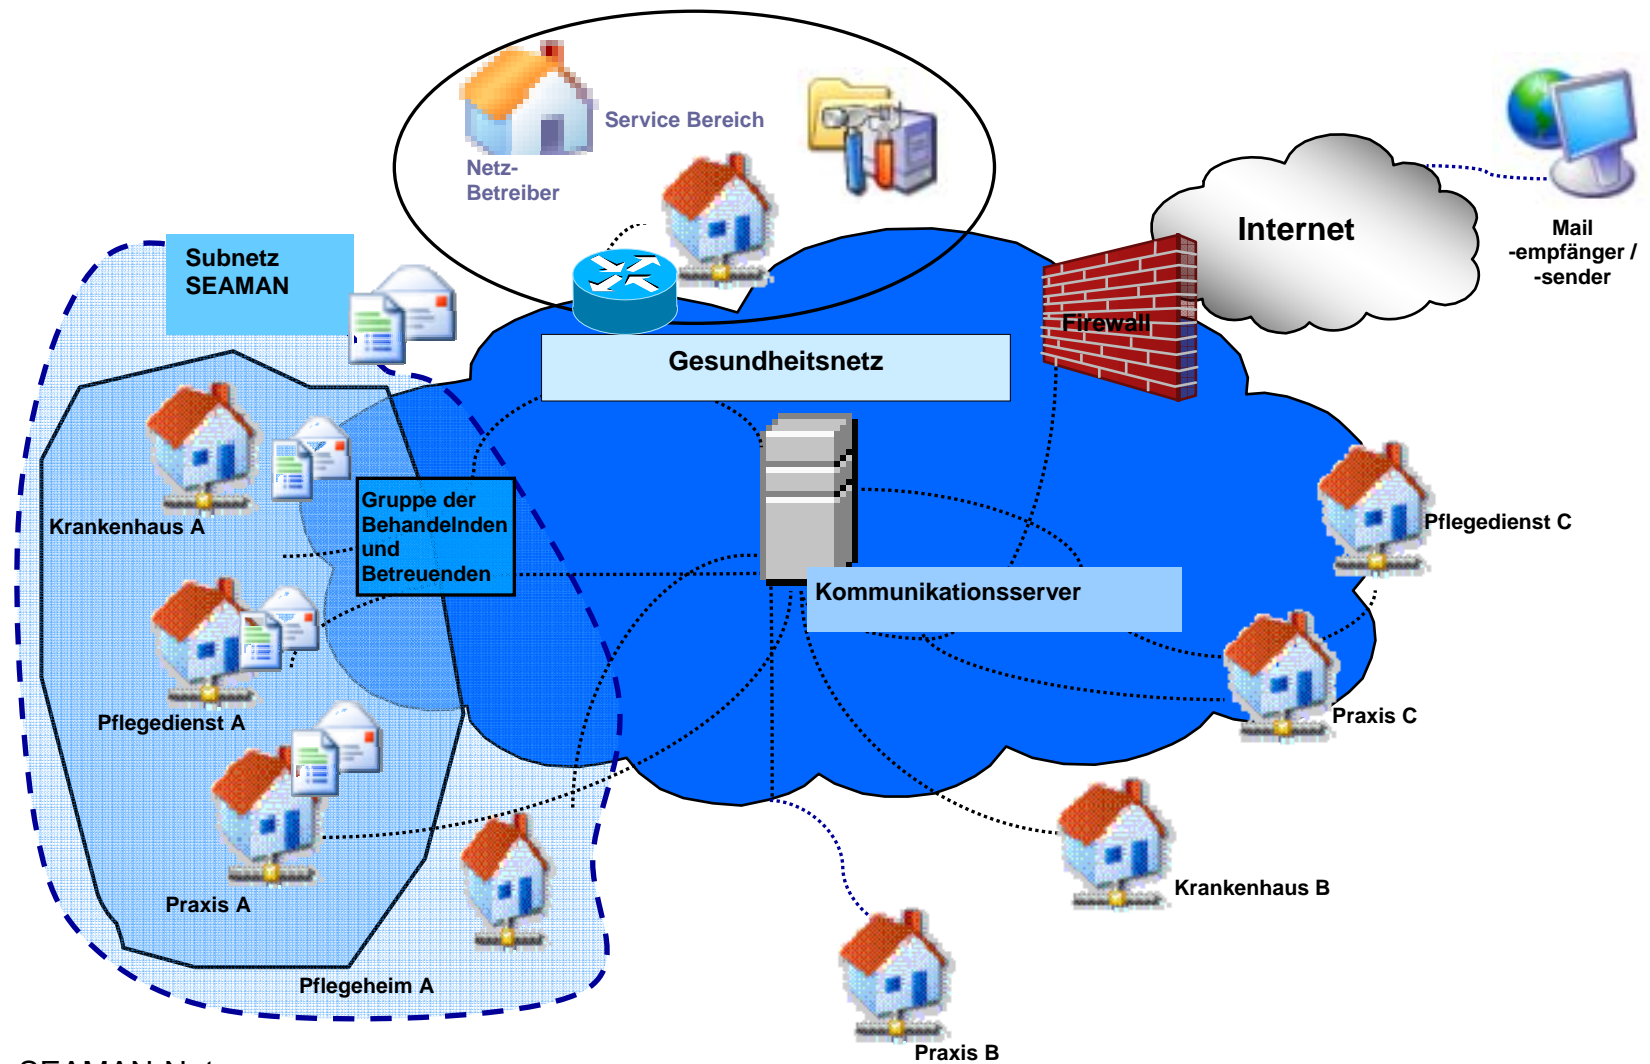 Service Bereich
Netz-
Betreiber
Internet
Mail
-empfänger /
-sender
Subnetz
SEAMAN
Firewall
Gesundheitsnetz
Gruppe der
Behandelnden
und
Betreuenden
Krankenhaus A
Pflegedienst C
Kommunikationsserver
Pflegedienst A
Praxis C
Praxis A
Krankenhaus B
Pflegeheim A
Praxis B